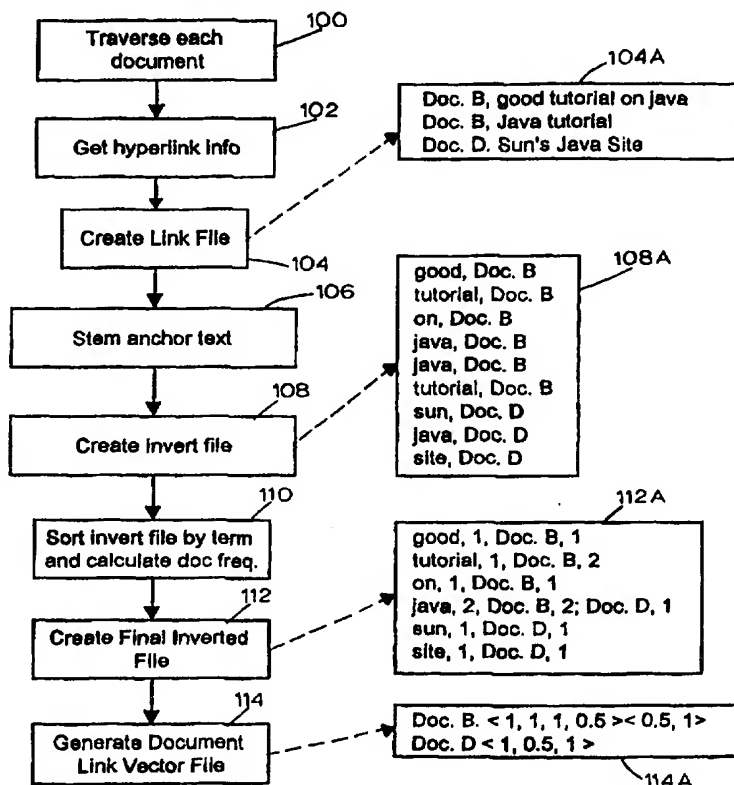 Traverse each
document
100
Get hyperlink info
102
Create Link File
104
104A
Doc. B, good tutorial on java
Doc. B, Java tutorial
Doc. D. Sun's Java Site
Stem anchor text
106
Create invert file
108
108A
good, Doc. B
tutorial, Doc. B
on, Doc. B
java, Doc. B
java, Doc. B
tutorial, Doc. B
sun, Doc. D
java, Doc. D
site, Doc. D
Sort invert file by term
and calculate doc freq.
110
Create Final Inverted
File
112
112A
good, 1, Doc. B, 1
tutorial, 1, Doc. B, 2
on, 1, Doc. B, 1
java, 2, Doc. B, 2; Doc. D, 1
sun, 1, Doc. D, 1
site, 1, Doc. D, 1
Generate Document
Link Vector File
114
Doc. B. < 1, 1, 1, 0.5 >< 0.5, 1>
Doc. D < 1, 0.5, 1 >
114A